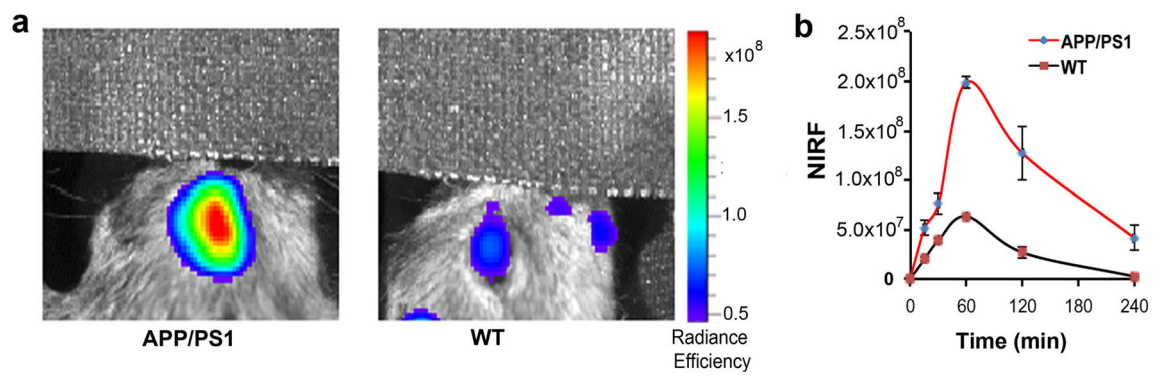 a
x10⁸
1.5
1.0
0.5
Radiance
Efficiency
APP/PS1
WT
b
APP/PS1
WT
NIRF
2.5x10⁸
2.0x10⁸
1.5x10⁸
1.0x10⁸
5.0x10⁷
0
0 60 120 180 240
Time (min)